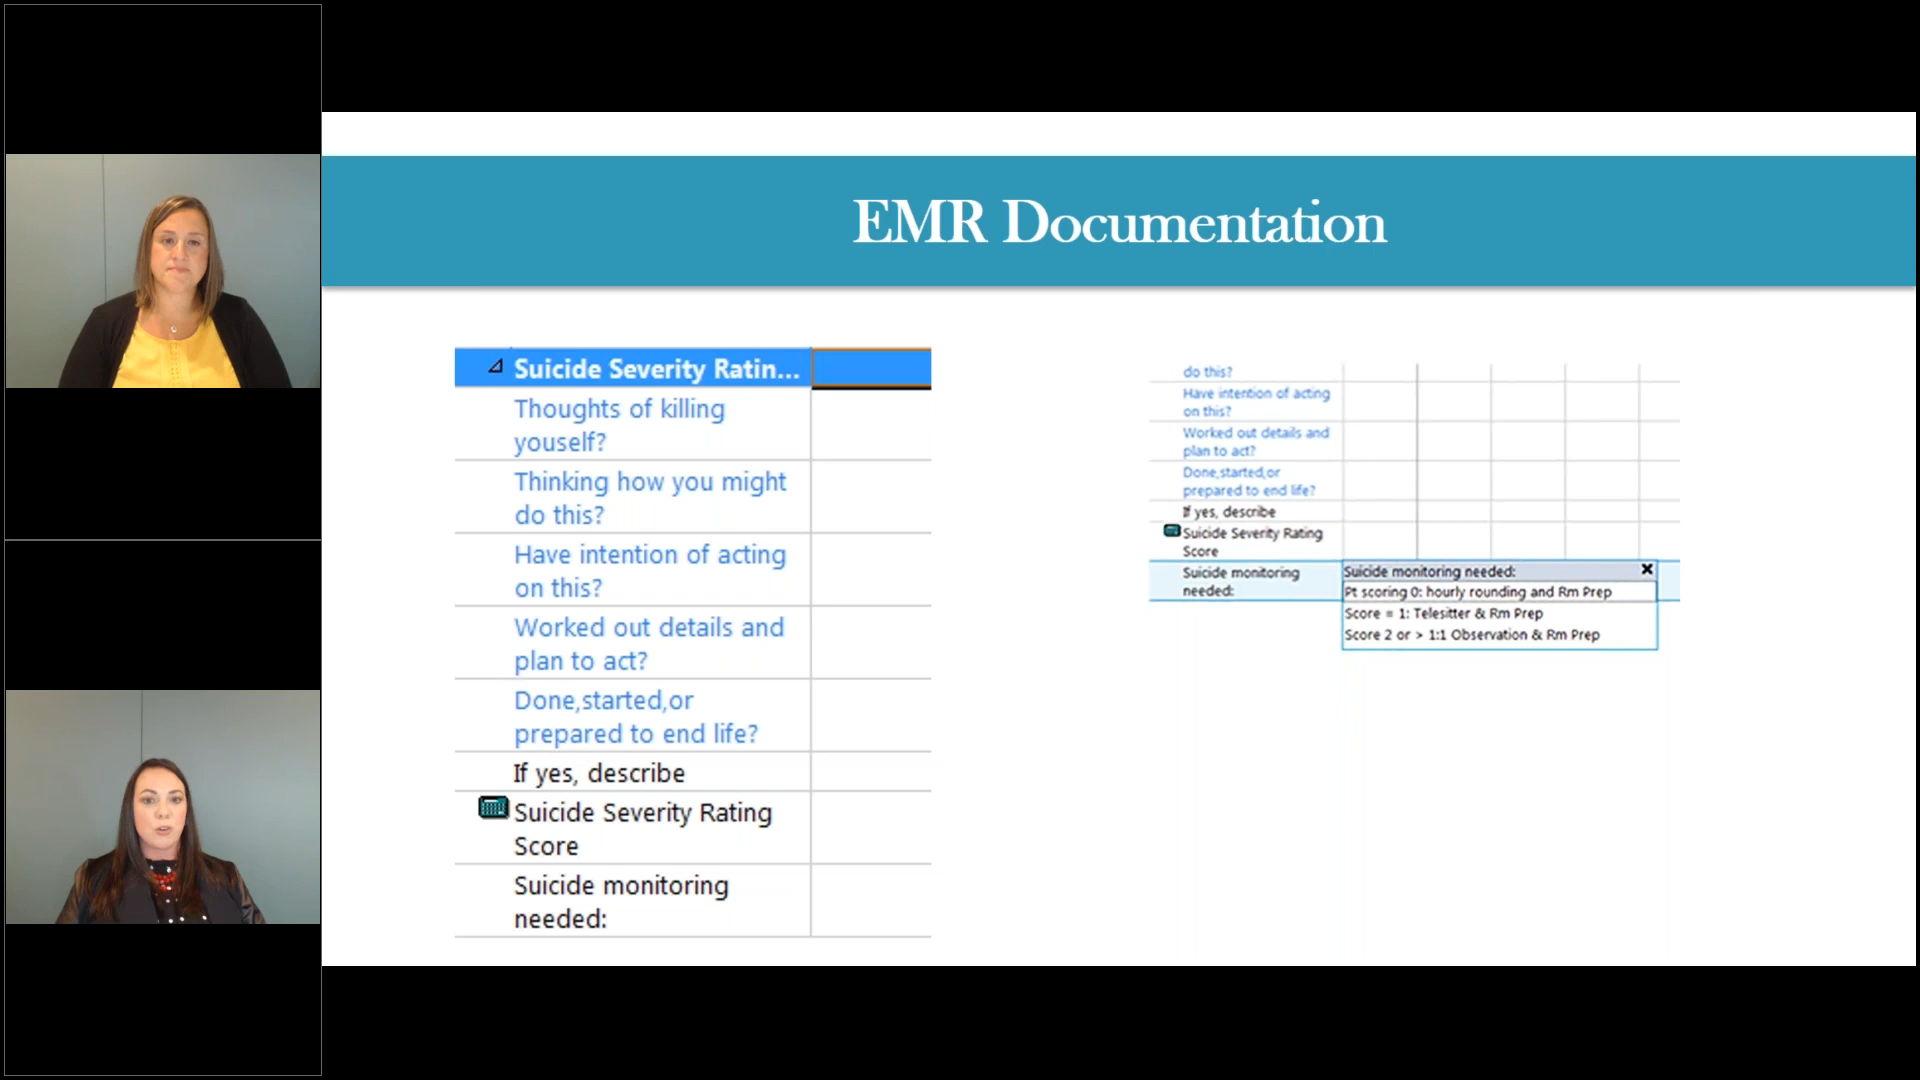 EMR Documentation
Suicide Severity Ratin...
Thoughts of killing
youself?
Thinking how you might
do this?
Have intention of acting
on this?
Worked out details and
plan to act?
Done,started,or
prepared to end life?
If yes, describe
Suicide Severity Rating
Score
Suicide monitoring
needed:
do this?
Have intention of acting
on this?
Worked out details and
plan to act?
Done,started,or
prepared to end life?
If yes, describe
Suicide Severity Rating
Score
Suicide monitoring
needed:
Suicide monitoring needed:
Pt scoring 0: hourly rounding and Rm Prep
Score = 1: Telesitter & Rm Prep
Score 2 or > 1:1 Observation & Rm Prep